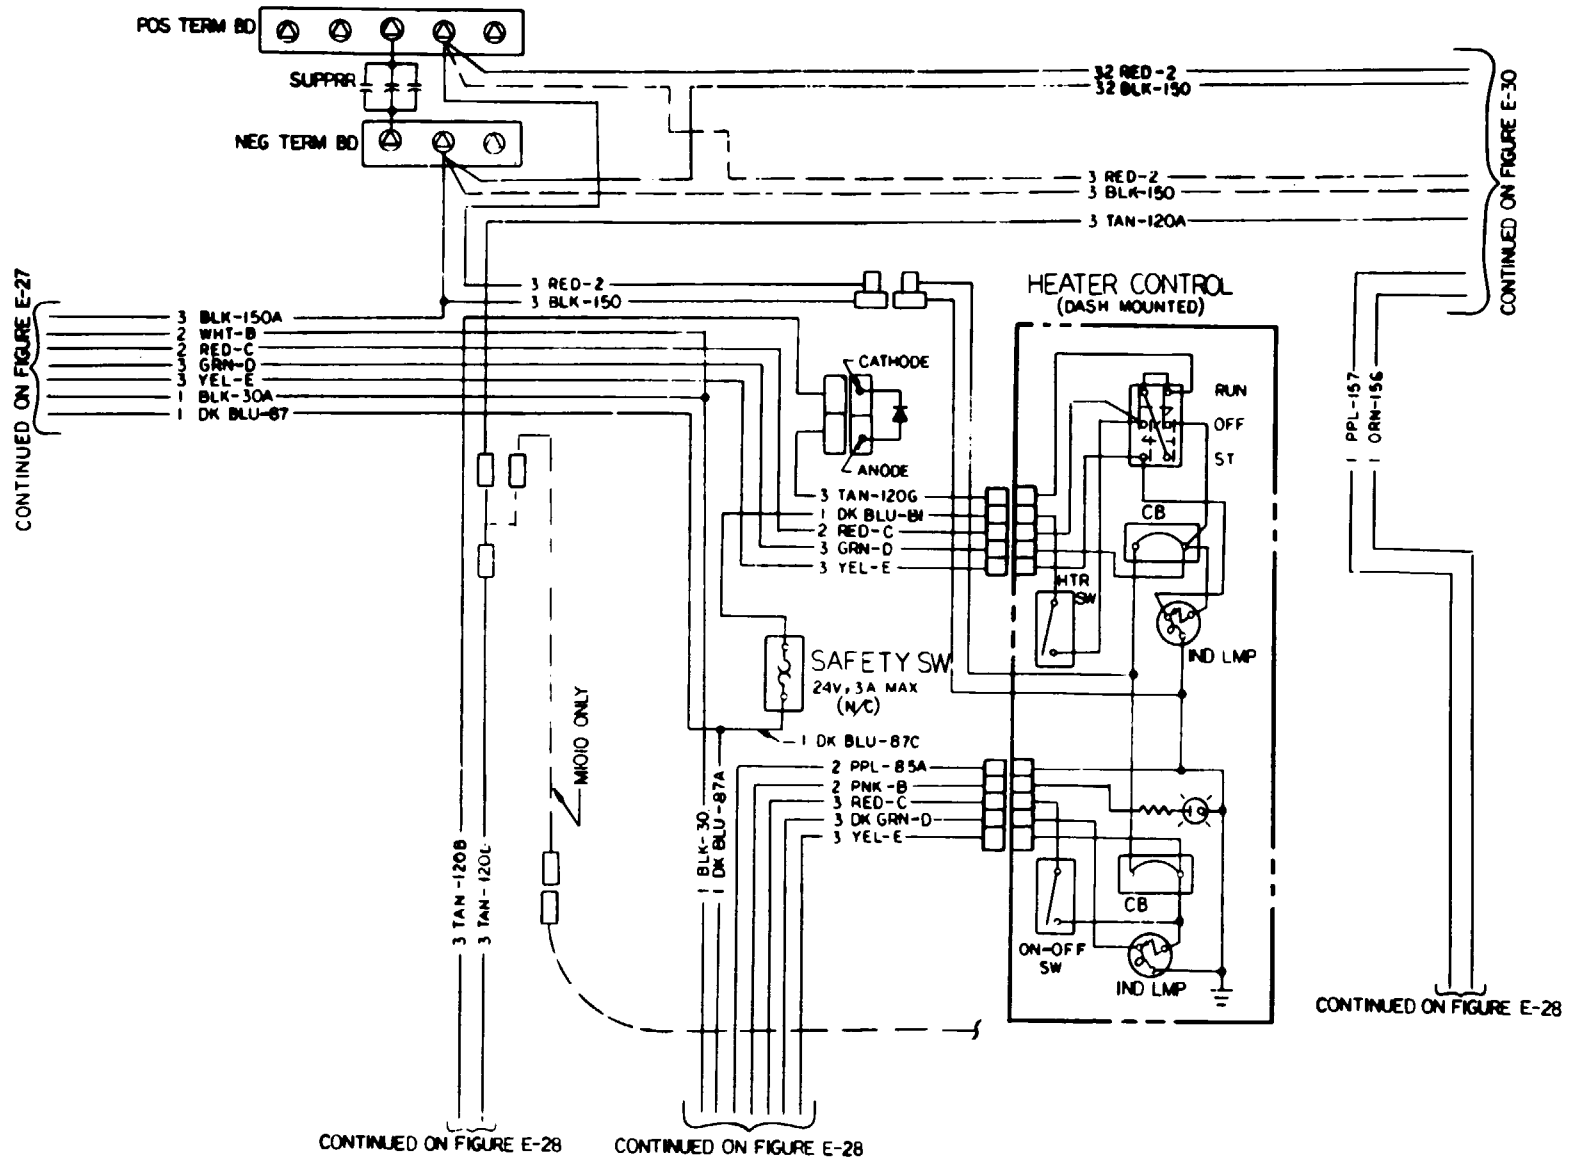 POS TERM BD
SUPPRR
NEG TERM BD
32 RED-2
32 BLK-150
3 RED-2
3 BLK-150
3 TAN-120A
CONTINUED ON FIGURE E-30
3 RED-2
3 BLK-150
HEATER CONTROL
(DASH MOUNTED)
CONTINUED ON FIGURE E-27
3 BLK-150A
2 WHT-B
2 RED-C
3 GRN-D
3 YEL-E
1 BLK-30A
1 DK BLU-87
CATHODE
ANODE
RUN
OFF
ST
1 PPL-157
1 ORN-156
3 TAN-120G
1 DK BLU-B1
2 RED-C
3 GRN-D
3 YEL-E
CB
HTR
SW
IND LMP
SAFETY SW
24V, 3A MAX
(N/C)
1 DK BLU-87C
M1010 ONLY
2 PPL-85A
2 PNK-B
3 RED-C
3 DK GRN-D
3 YEL-E
3 TAN-120B
3 TAN-120L
1 BLK-30
1 DK BLU-87A
CB
ON-OFF
SW
IND LMP
CONTINUED ON FIGURE E-28
CONTINUED ON FIGURE E-28
CONTINUED ON FIGURE E-28